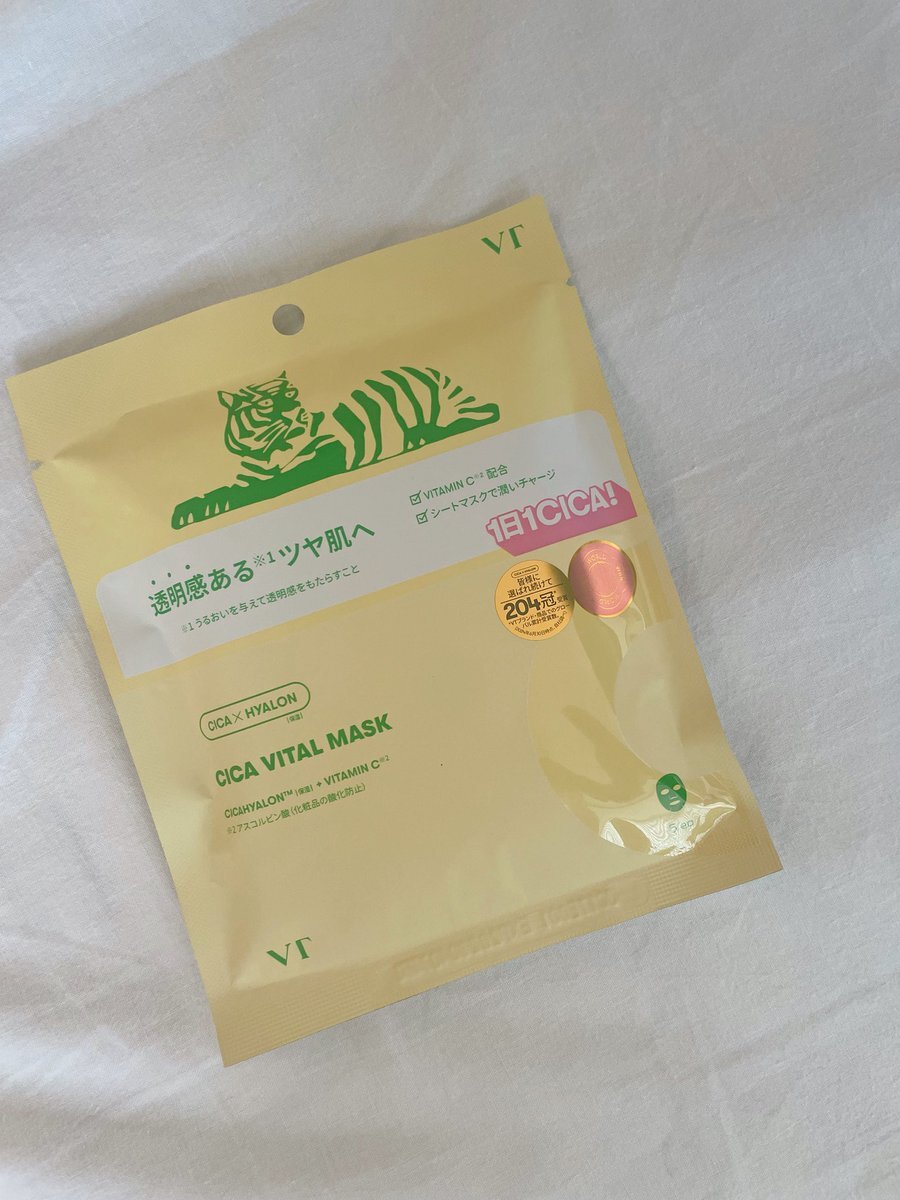 VT
☑ VITAMIN C※2 配合
☑ シートマスクで潤いチャージ
1日1CICA!
透明感ある※1ツヤ肌へ
※1 うるおいを与えて透明感をもたらすこと
皆様に
選ばれ続けて
204冠 受賞
CICA × HYALON
[保湿]
CICA VITAL MASK
CICAHYALON™ [保湿] + VITAMIN C※2
※2アスコルビン酸(化粧品の酸化防止)
VT